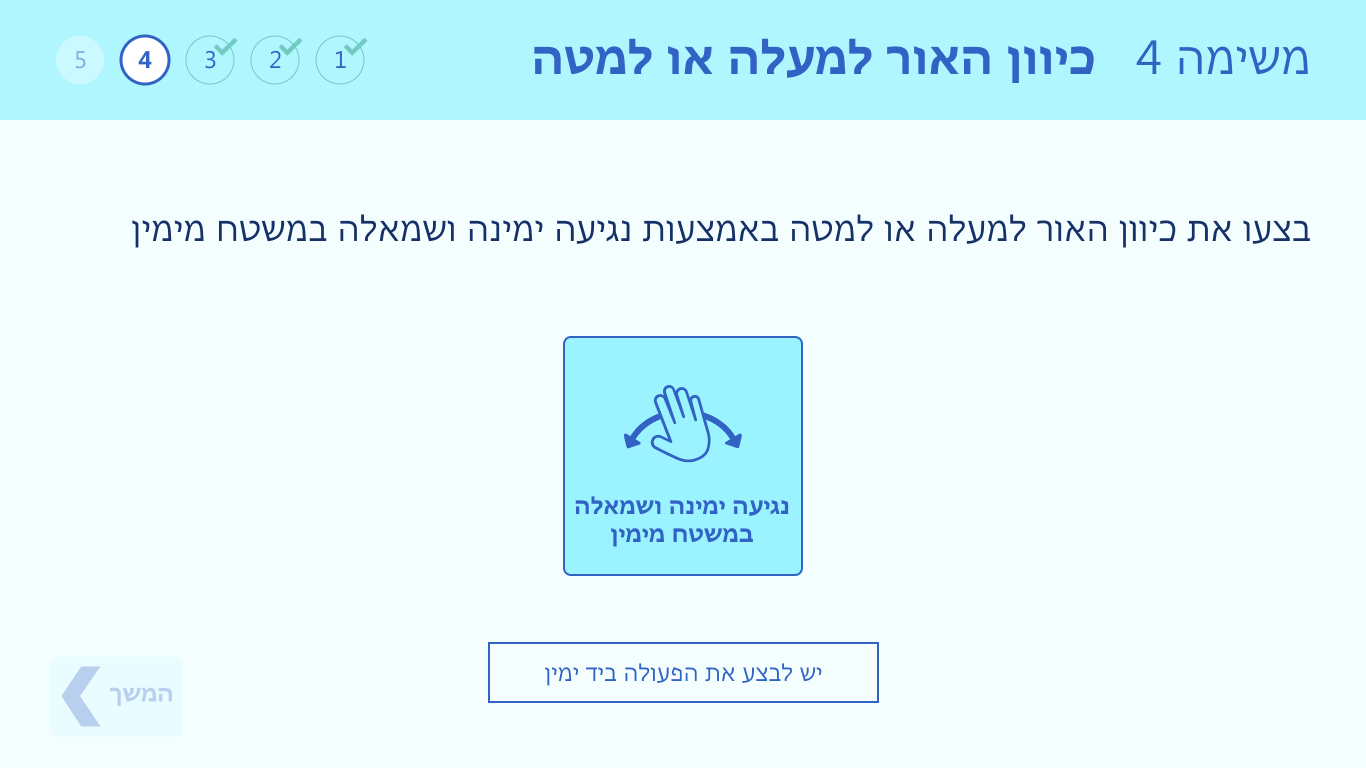 משימה 4 כיוון האור למעלה או למטה
1 2 3 4 5
בצעו את כיוון האור למעלה או למטה באמצעות נגיעה ימינה ושמאלה במשטח מימין
נגיעה ימינה ושמאלה
במשטח מימין
יש לבצע את הפעולה ביד ימין
המשך